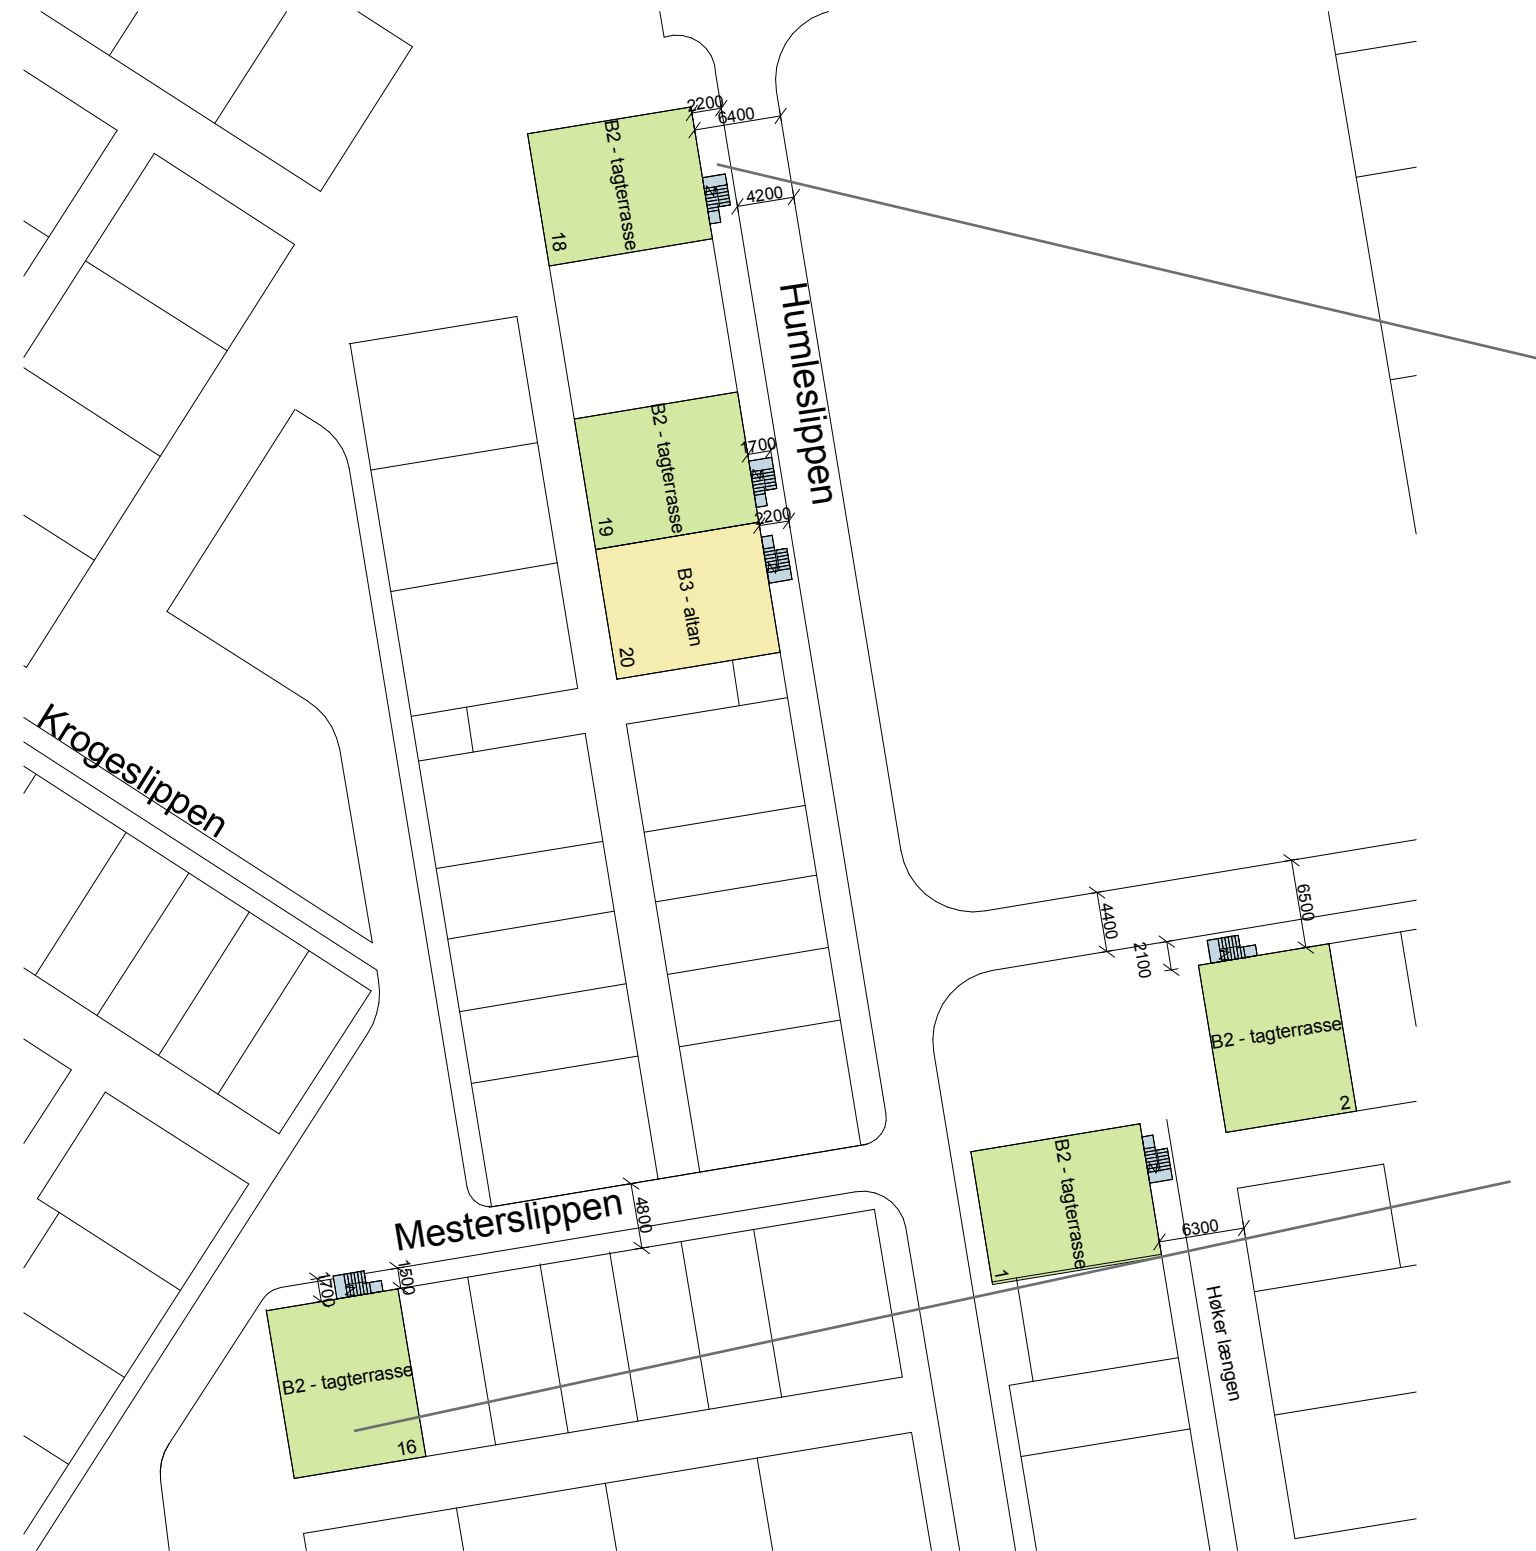 2200
6400
B2 - tagterrasse
18
4200
Humleslippen
1700
B2 - tagterrasse
19
2200
B3 - altan
20
Krogeslippen
4400
6500
2100
B2 - tagterrasse
2
B2 - tagterrasse
1
6300
Høker længen
Mesterslippen
4800
1700
1500
B2 - tagterrasse
16